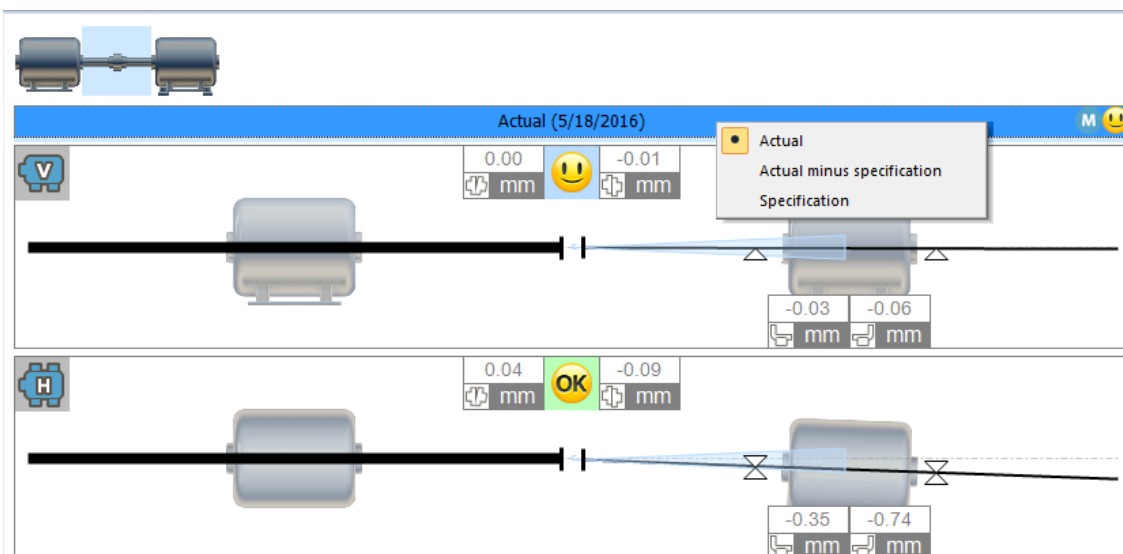 Actual (5/18/2016)
M
Actual
Actual minus specification
Specification
V
0.00
-0.01
mm
mm
-0.03
-0.06
mm
mm
H
0.04
OK
-0.09
mm
mm
-0.35
-0.74
mm
mm